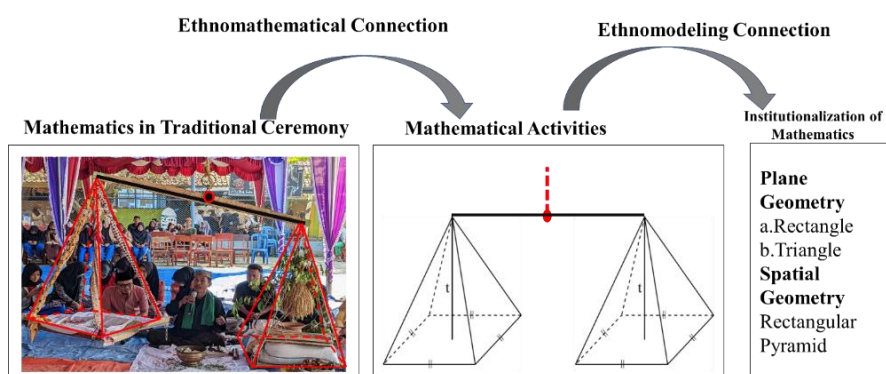 Ethnomathematical Connection
Ethnomodeling Connection
Mathematics in Traditional Ceremony
Mathematical Activities
Institutionalization of
Mathematics
t
t
Plane
Geometry
a.Rectangle
b.Triangle
Spatial
Geometry
Rectangular
Pyramid